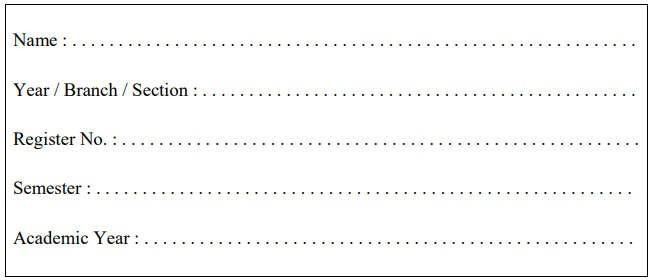 Name : . . . . . . . . . . . . . . . . . . . . . . . . . . . . . . . . . . . . . . . . . . . . . . . . . . . . . . . . . . . . .
Year / Branch / Section : . . . . . . . . . . . . . . . . . . . . . . . . . . . . . . . . . . . . . . . . . . . . . . .
Register No. : . . . . . . . . . . . . . . . . . . . . . . . . . . . . . . . . . . . . . . . . . . . . . . . . . . . . . . . .
Semester : . . . . . . . . . . . . . . . . . . . . . . . . . . . . . . . . . . . . . . . . . . . . . . . . . . . . . . . . . .
Academic Year : . . . . . . . . . . . . . . . . . . . . . . . . . . . . . . . . . . . . . . . . . . . . . . . . . . . . .